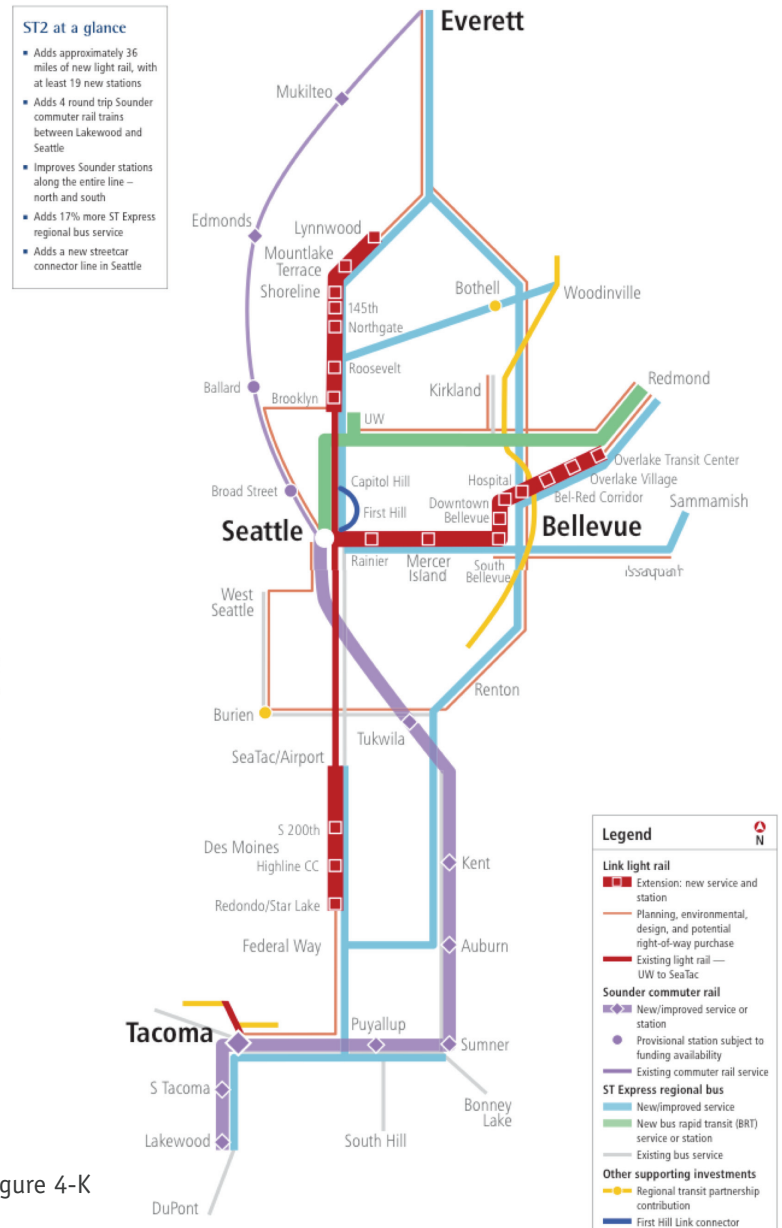 ST2 at a glance
Adds approximately 36
miles of new light rail, with
at least 19 new stations
Adds 4 round trip Sounder
commuter rail trains
between Lakewood and
Seattle
Improves Sounder stations
along the entire line –
north and south
Adds 17% more ST Express
regional bus service
Adds a new streetcar
connector line in Seattle
Everett
Mukilteo
Edmonds
Lynnwood
Mountlake
Terrace
Shoreline
145th
Northgate
Bothell
Woodinville
Roosevelt
Ballard
Brooklyn
Kirkland
Redmond
UW
Overlake Transit Center
Overlake Village
Bel-Red Corridor
Hospital
Capitol Hill
Broad Street
First Hill
Downtown
Bellevue
Sammamish
Seattle
Bellevue
Rainier
Mercer
Island
South
Bellevue
West
Seattle
Renton
Burien
Tukwila
SeaTac/Airport
S 200th
Des Moines
Highline CC
Kent
Redondo/Star Lake
Federal Way
Auburn
Tacoma
Puyallup
Sumner
S Tacoma
Bonney
Lake
Lakewood
South Hill
DuPont
gure 4-K
Legend
N
Link light rail
Extension: new service and
station
Planning, environmental,
design, and potential
right-of-way purchase
Existing light rail —
UW to SeaTac
Sounder commuter rail
New/improved service or
station
Provisional station subject to
funding availability
Existing commuter rail service
ST Express regional bus
New/improved service
New bus rapid transit (BRT)
service or station
Existing bus service
Other supporting investments
Regional transit partnership
contribution
First Hill Link connector